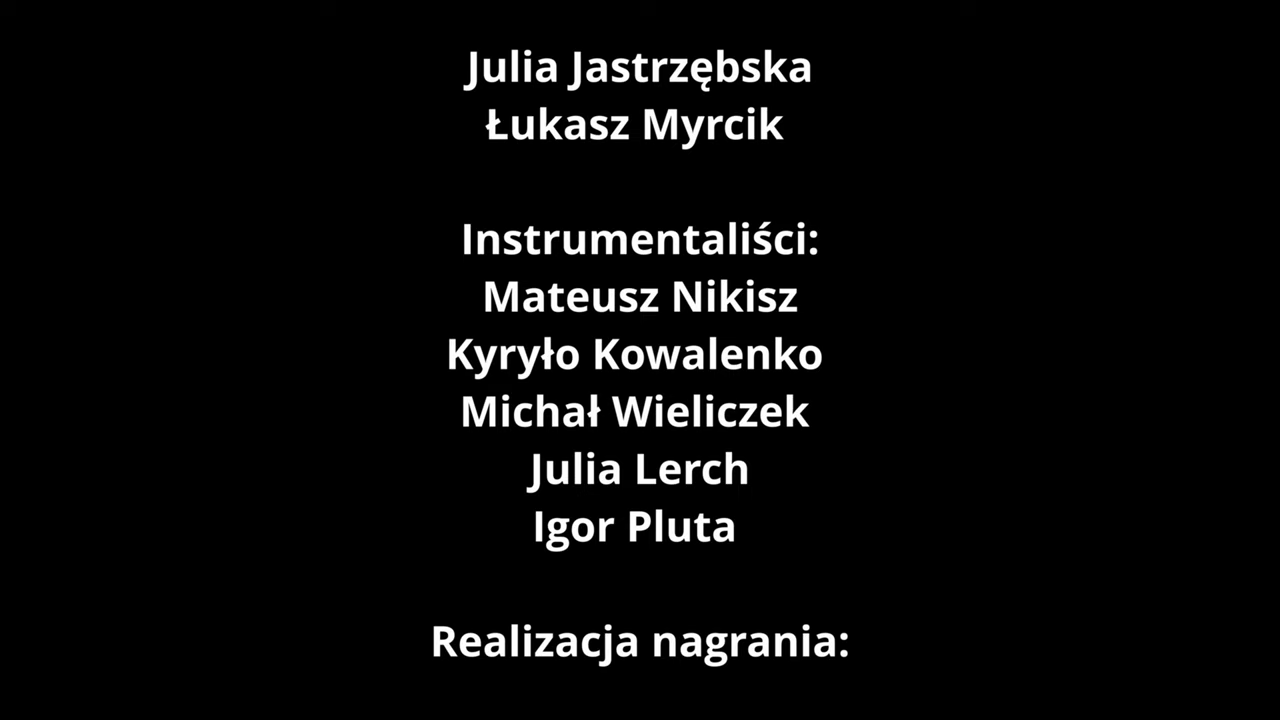 Julia Jastrzębska
Łukasz Myrcik
Instrumentaliści:
Mateusz Nikisz
Kyryło Kowalenko
Michał Wieliczek
Julia Lerch
Igor Pluta
Realizacja nagrania: